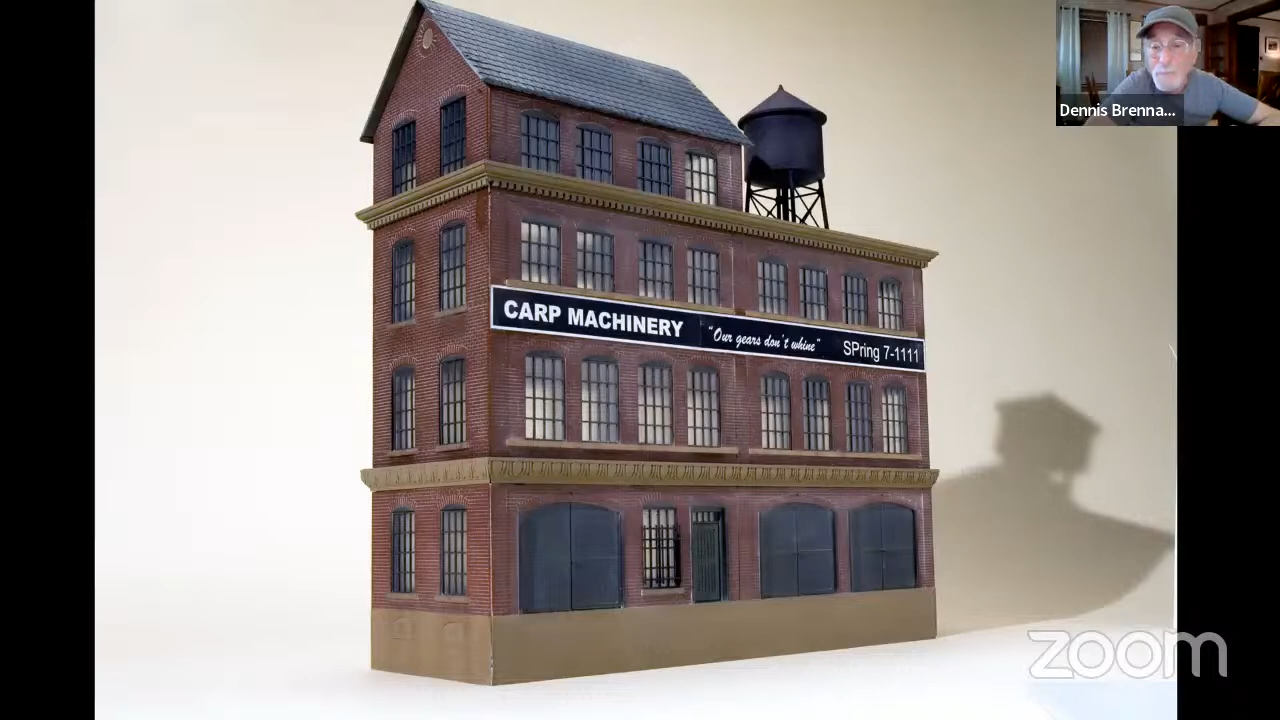 Dennis Brenna...
CARP MACHINERY "Our gears don't whine" SPring 7-1111
zoom